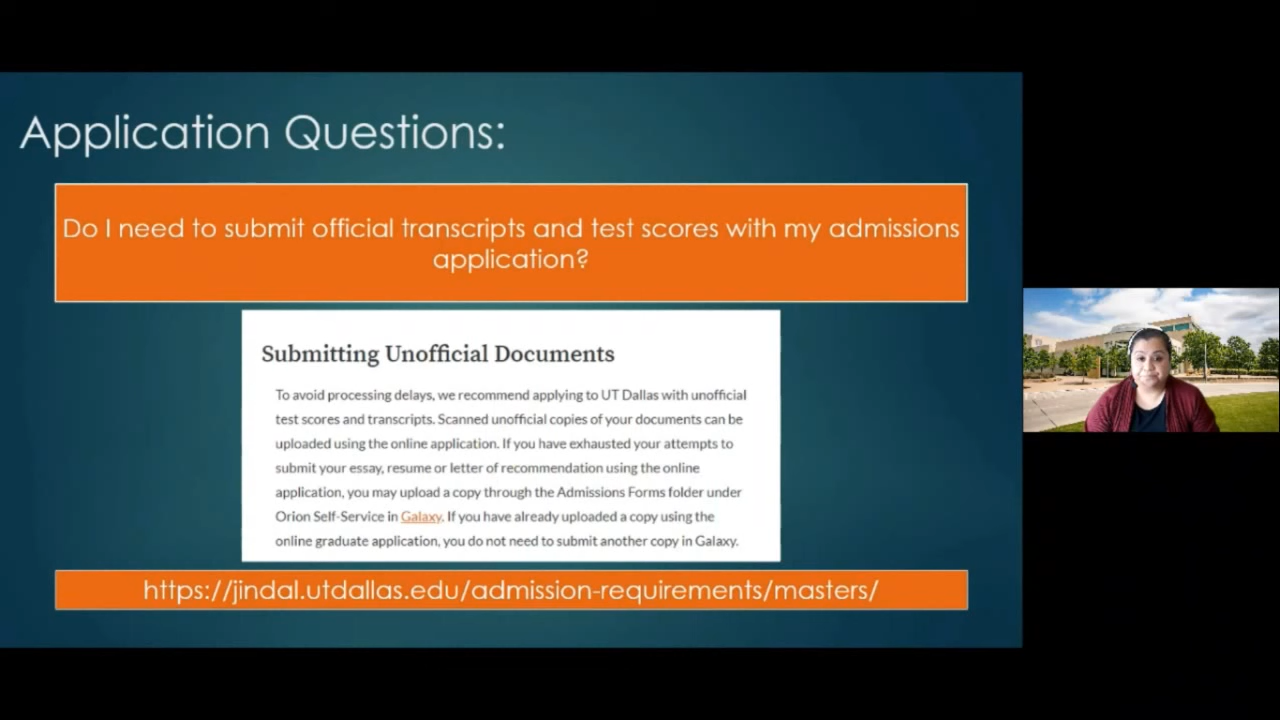 Application Questions:
Do I need to submit official transcripts and test scores with my admissions
application?
Submitting Unofficial Documents
To avoid processing delays, we recommend applying to UT Dallas with unofficial
test scores and transcripts. Scanned unofficial copies of your documents can be
uploaded using the online application. If you have exhausted your attempts to
submit your essay, resume or letter of recommendation using the online
application, you may upload a copy through the Admissions Forms folder under
Orion Self-Service in Galaxy. If you have already uploaded a copy using the
online graduate application, you do not need to submit another copy in Galaxy.
https://jindal.utdallas.edu/admission-requirements/masters/